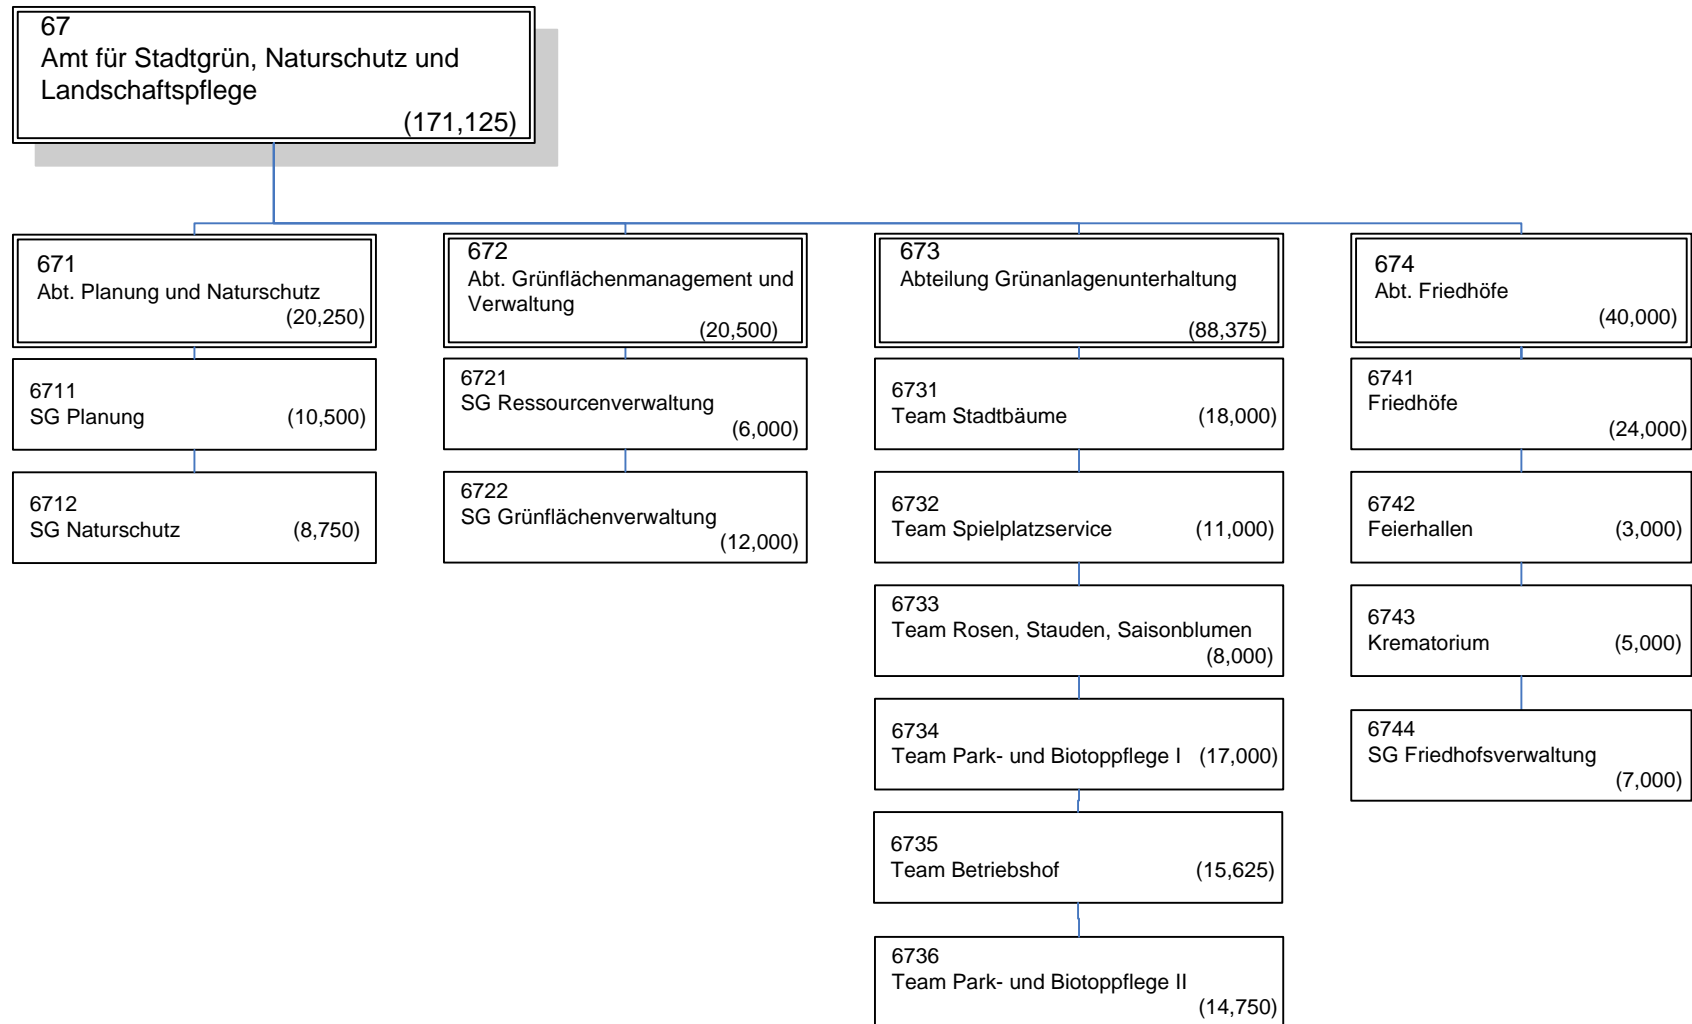 67
Amt für Stadtgrün, Naturschutz und
Landschaftspflege
(171,125)
671
Abt. Planung und Naturschutz
(20,250)
6711
SG Planung (10,500)
6712
SG Naturschutz (8,750)
672
Abt. Grünflächenmanagement und
Verwaltung
(20,500)
6721
SG Ressourcenverwaltung
(6,000)
6722
SG Grünflächenverwaltung
(12,000)
673
Abteilung Grünanlagenunterhaltung
(88,375)
6731
Team Stadtbäume (18,000)
6732
Team Spielplatzservice (11,000)
6733
Team Rosen, Stauden, Saisonblumen
(8,000)
6734
Team Park- und Biotoppflege I (17,000)
6735
Team Betriebshof (15,625)
6736
Team Park- und Biotoppflege II
(14,750)
674
Abt. Friedhöfe
(40,000)
6741
Friedhöfe
(24,000)
6742
Feierhallen (3,000)
6743
Krematorium (5,000)
6744
SG Friedhofsverwaltung
(7,000)